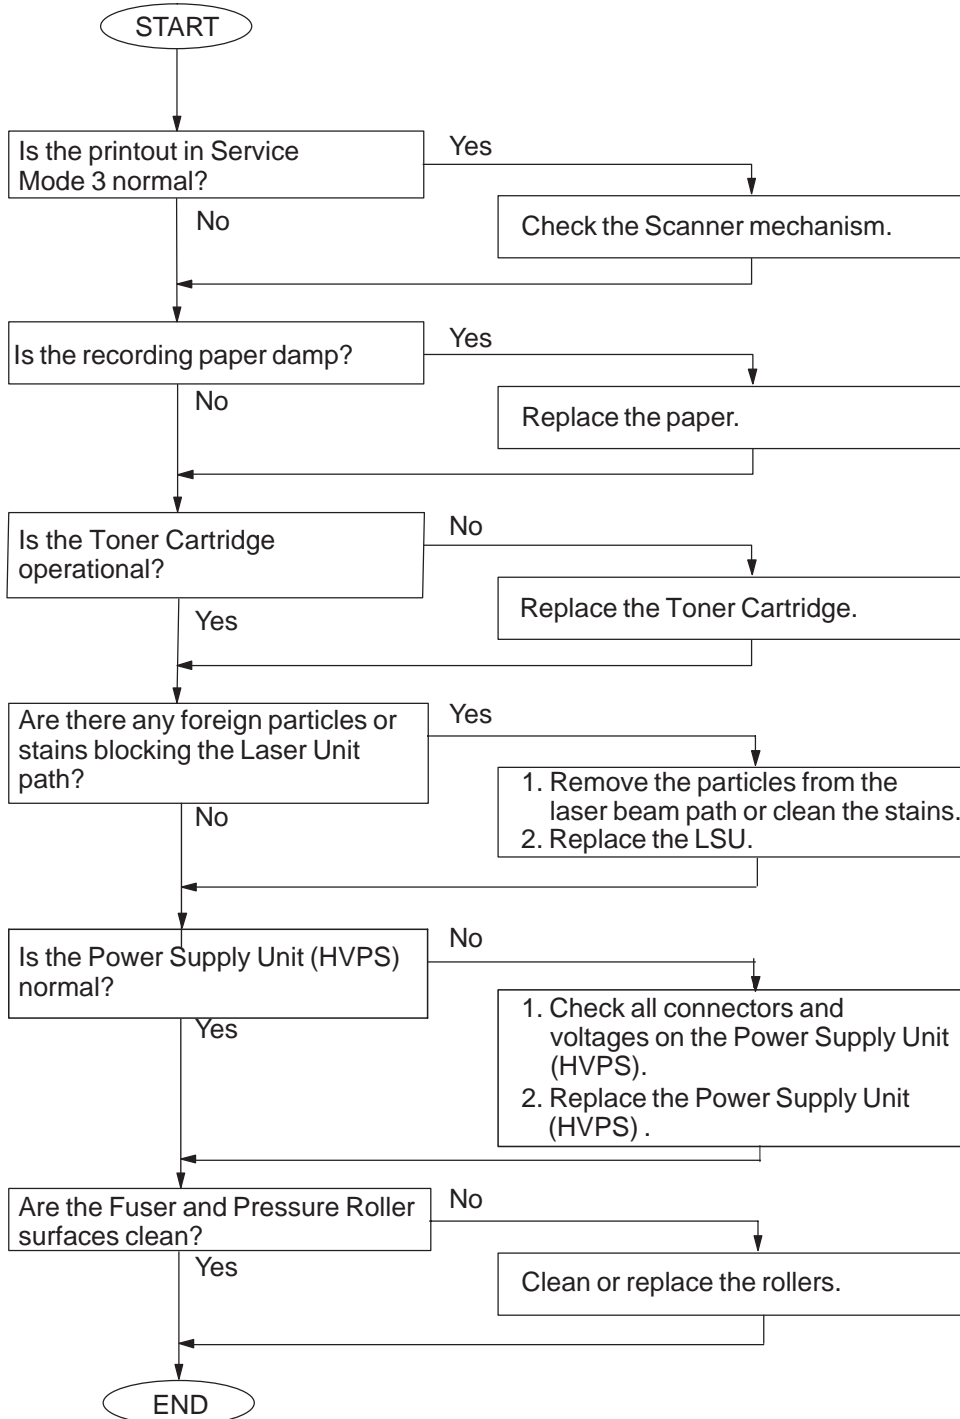 START
Is the printout in Service
Mode 3 normal?
Yes
No
Check the Scanner mechanism.
Is the recording paper damp?
Yes
No
Replace the paper.
Is the Toner Cartridge
operational?
No
Yes
Replace the Toner Cartridge.
Are there any foreign particles or
stains blocking the Laser Unit
path?
Yes
No
1. Remove the particles from the
laser beam path or clean the stains.
2. Replace the LSU.
Is the Power Supply Unit (HVPS)
normal?
No
Yes
1. Check all connectors and
voltages on the Power Supply Unit
(HVPS).
2. Replace the Power Supply Unit
(HVPS) .
Are the Fuser and Pressure Roller
surfaces clean?
No
Yes
Clean or replace the rollers.
END